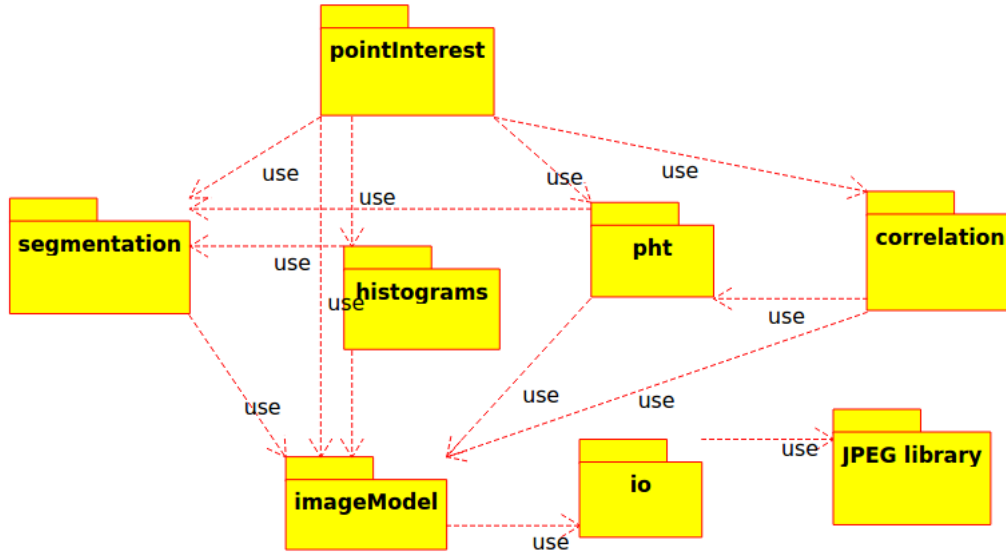 pointInterest
use
use
use
use
segmentation
use
histograms
pht
correlation
use
use
use
use
use
use
imageModel
io
JPEG library
use
use